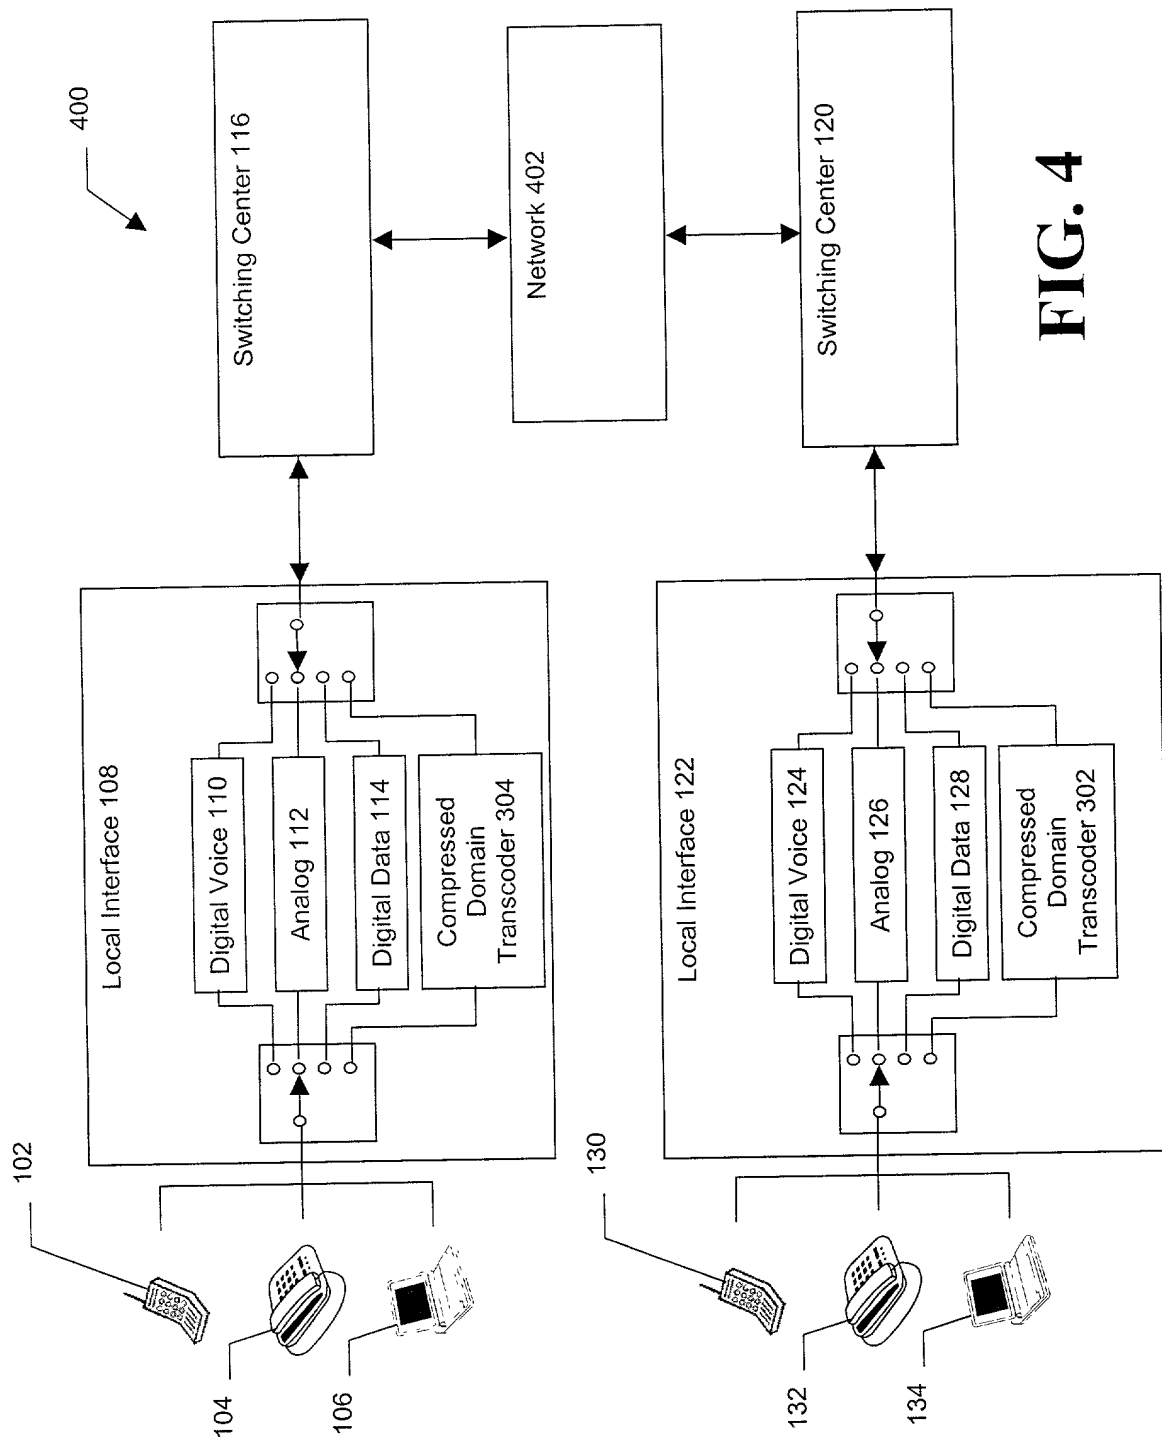 400
Switching Center 116
Network 402
Switching Center 120
Local Interface 108
Digital Voice 110
Analog 112
Digital Data 114
Compressed
Domain
Transcoder 304
Local Interface 122
Digital Voice 124
Analog 126
Digital Data 128
Compressed
Domain
Transcoder 302
102
104
106
130
132
134
FIG. 4